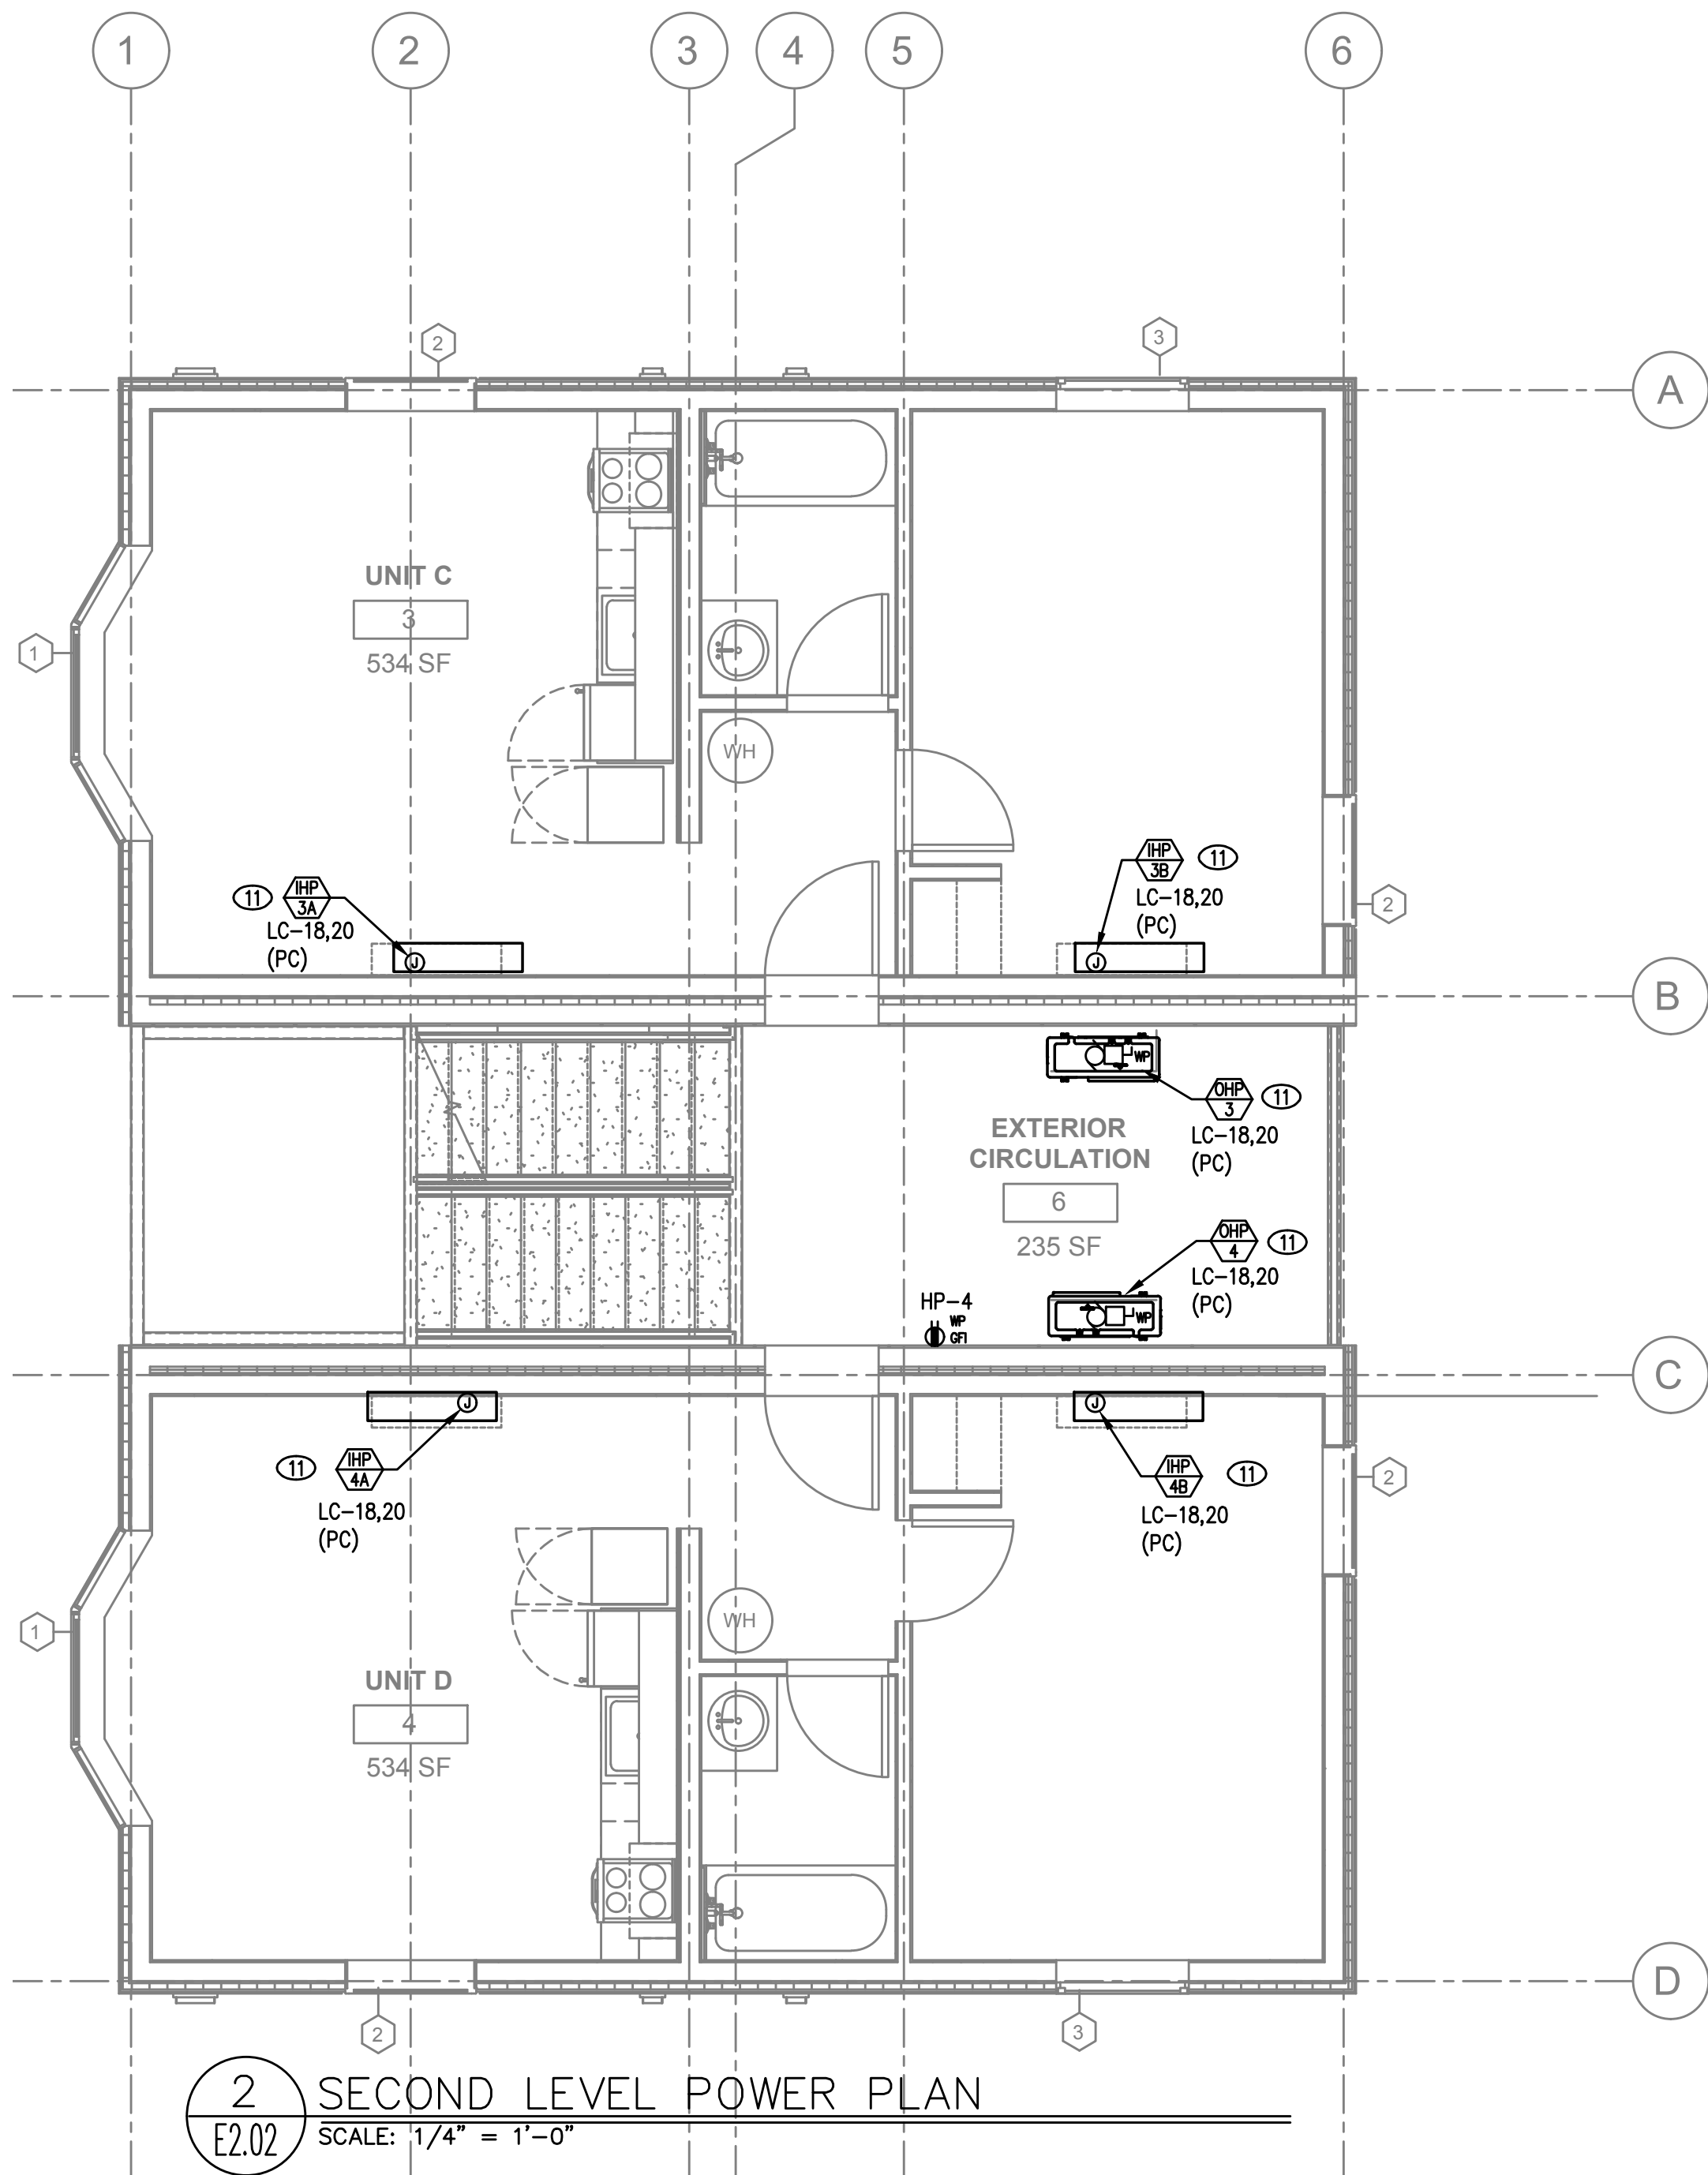 1 2 3 4 5 6
2 3
A
UNIT C
3
534 SF
1
WH
IHP
3A
11
LC-18,20
(PC)
J
IHP
3B
11
LC-18,20
(PC)
J
2
B
WP
OHP
3
11
LC-18,20
(PC)
EXTERIOR
CIRCULATION
6
235 SF
OHP
4
11
LC-18,20
(PC)
WP
HP-4
WP
GFI
C
J
11
IHP
4A
LC-18,20
(PC)
J
IHP
4B
11
LC-18,20
(PC)
2
1
WH
UNIT D
4
534 SF
D
2 3
2
E2.02
SECOND LEVEL POWER PLAN
SCALE: 1/4" = 1'-0"